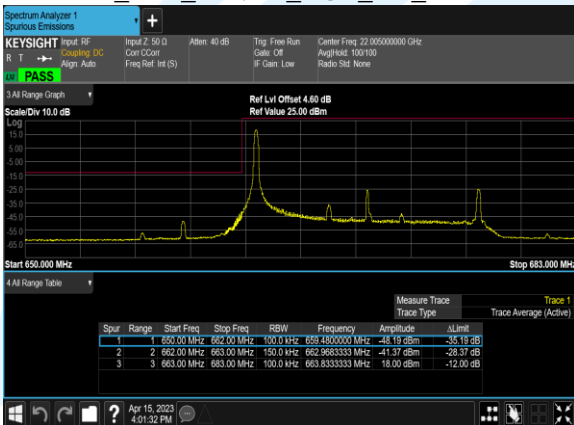 Spectrum Analyzer 1
Spurious Emissions
+
KEYSIGHT Input: RF Input Z: 50 Ω Atten: 40 dB Trig: Free Run Center Freq: 22.005000000 GHz
R T Coupling: DC Corr CCorr Gate: Off Avg|Hold: 100/100
Align: Auto Freq Ref: Int (S) IF Gain: Low Radio Std: None
PASS
3 All Range Graph
Ref Lvl Offset 4.60 dB
Scale/Div 10.0 dB Ref Value 25.00 dBm
Log
15.0
5.00
-5.00
-15.0
-25.0
-35.0
-45.0
-55.0
-65.0
Start 650.000 MHz Stop 683.000 MHz
4 All Range Table
Measure Trace Trace 1
Trace Type Trace Average (Active)
Spur Range Start Freq Stop Freq RBW Frequency Amplitude ΔLimit
1 1 650.00 MHz 662.00 MHz 100.0 kHz 659.4800000 MHz -48.19 dBm -35.19 dB
2 2 662.00 MHz 663.00 MHz 150.0 kHz 662.9683333 MHz -41.37 dBm -28.37 dB
3 3 663.00 MHz 683.00 MHz 100.0 kHz 663.8333333 MHz 18.00 dBm -12.00 dB
? Apr 15, 2023
4:01:32 PM